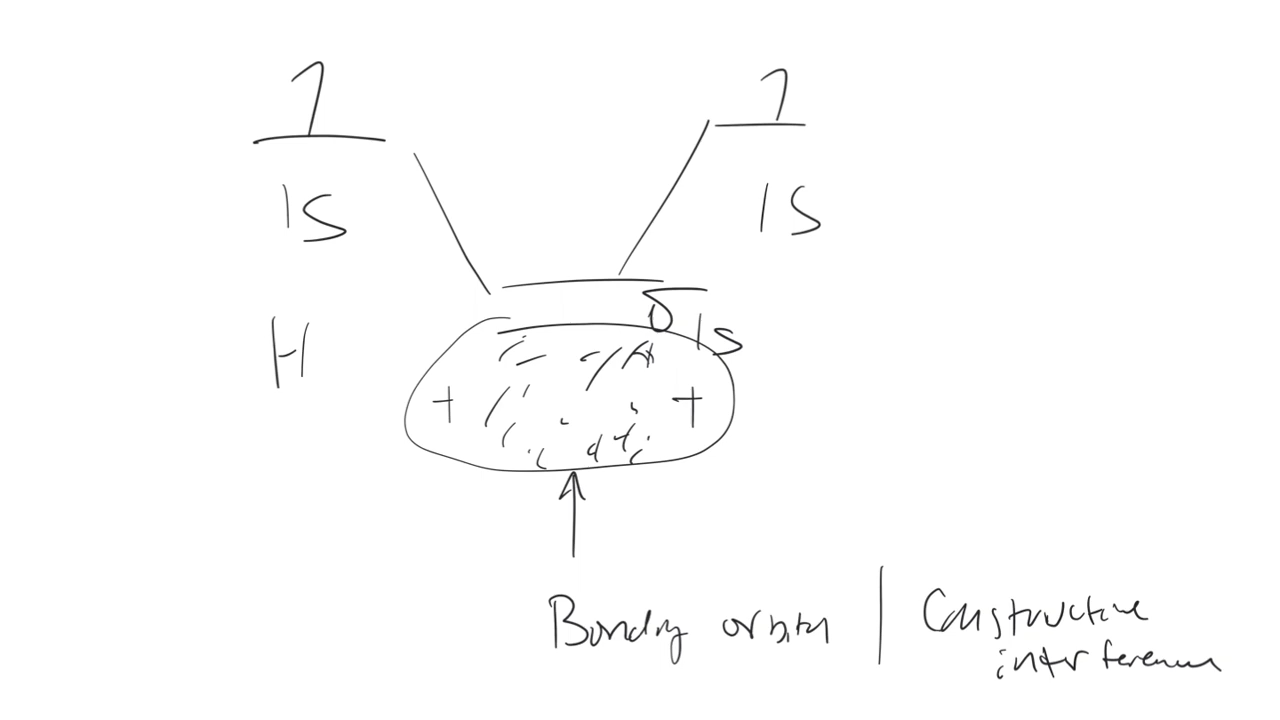 1 1
1S 1S
σ1s
H
+ +
Bonding orbital | Constructive
interference